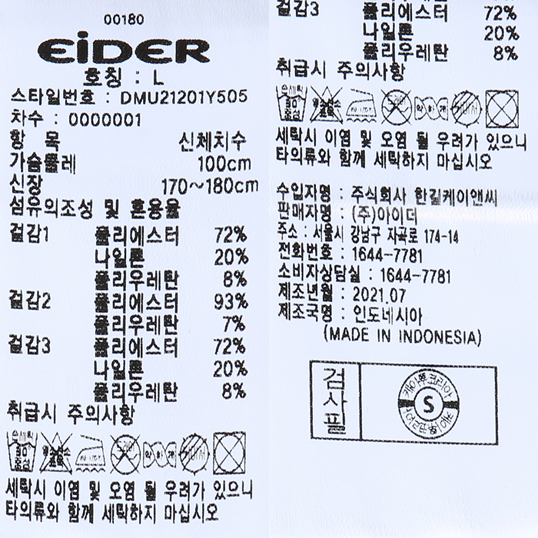 00180
EiDER
호칭 : L
스타일번호 : DMU21201Y505
차수 : 0000001
항 목 신체치수
가슴둘레 100cm
신장 170~180cm
섬유의조성 및 혼용율
겉감1 폴리에스터 72%
나일론 20%
폴리우레탄 8%
겉감2 폴리에스터 93%
폴리우레탄 7%
겉감3 폴리에스터 72%
나일론 20%
폴리우레탄 8%
취급시 주의사항
세탁시 이염 및 오염 될 우려가 있으니
타의류와 함께 세탁하지 마십시오
겉감3 폴리에스터 72%
나일론 20%
폴리우레탄 8%
취급시 주의사항
세탁시 이염 및 오염 될 우려가 있으니
타의류와 함께 세탁하지 마십시오
수입자명 : 주식회사 한길케이앤씨
판매자명 : (주)아이더
주소 : 서울시 강남구 자곡로 174-14
전화번호 : 1644-7781
소비자상담실 : 1644-7781
제조년월 : 2021.07
제조국명 : 인도네시아
(MADE IN INDONESIA)
검사필
S